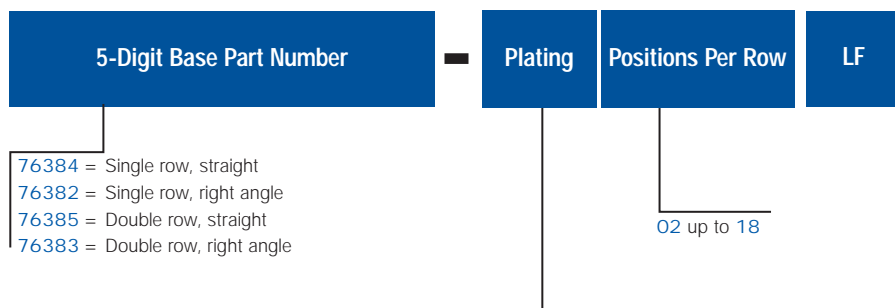 5-Digit Base Part Number - Plating Positions Per Row LF
76384 = Single row, straight
76382 = Single row, right angle
76385 = Double row, straight
76383 = Double row, right angle
02 up to 18